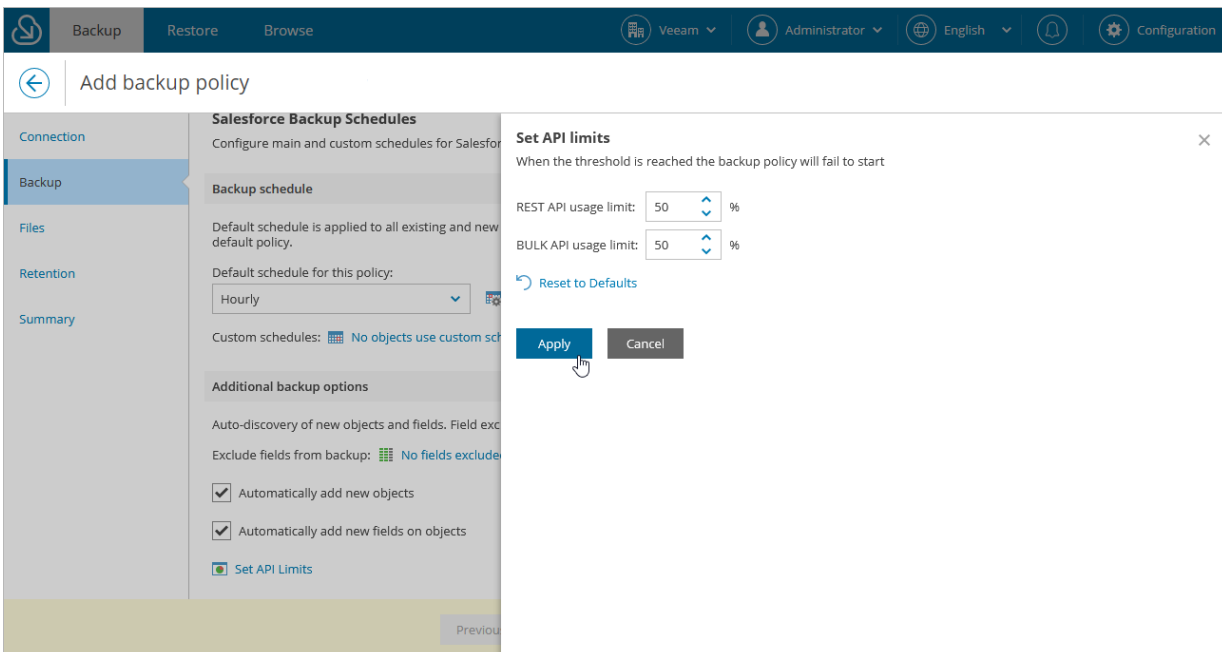 Backup Restore Browse Veeam Administrator English Configuration
Add backup policy
Connection
Backup
Files
Retention
Summary
Salesforce Backup Schedules
Configure main and custom schedules for Salesfor
Backup schedule
Default schedule is applied to all existing and new
default policy.
Default schedule for this policy:
Hourly
Custom schedules: No objects use custom sch
Additional backup options
Auto-discovery of new objects and fields. Field exc
Exclude fields from backup: No fields excluded
Automatically add new objects
Automatically add new fields on objects
Set API Limits
Previou
Set API limits
When the threshold is reached the backup policy will fail to start
REST API usage limit: 50 %
BULK API usage limit: 50 %
Reset to Defaults
Apply Cancel